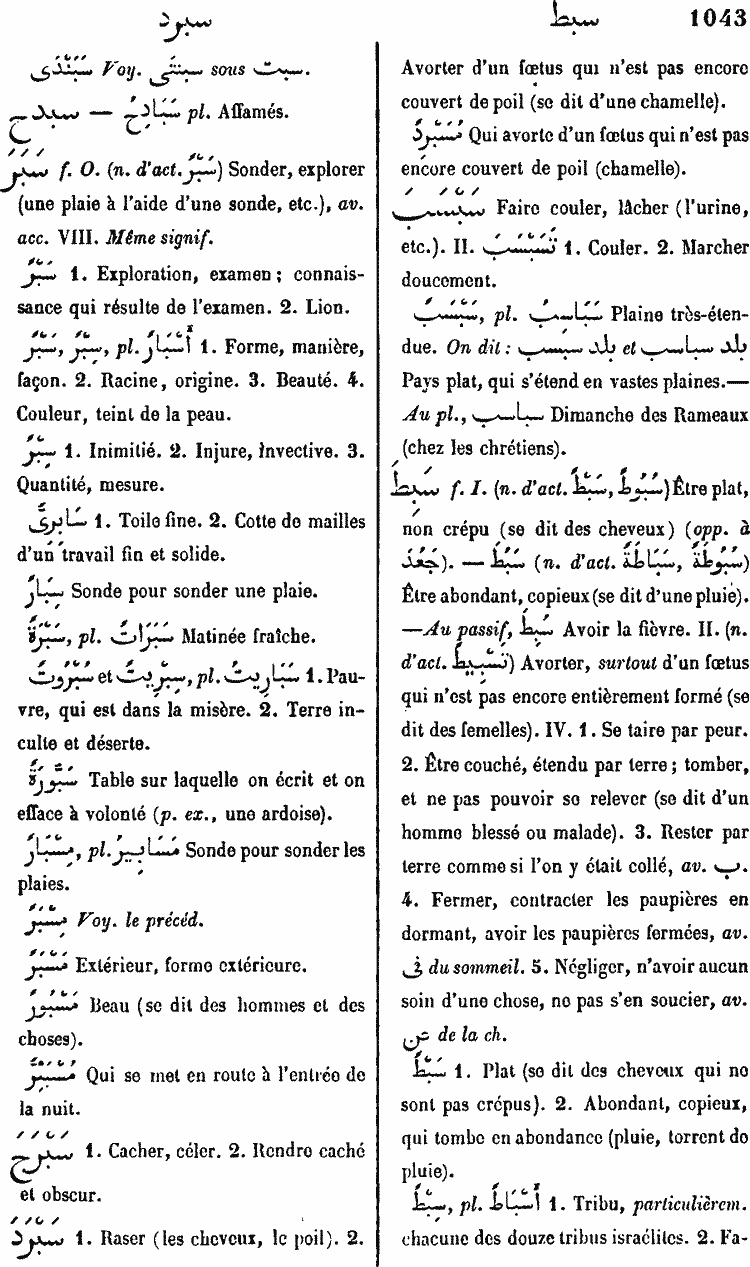 سبرد
سبط 1043
سَبَنْدَى Voy. سَبَنْتَى sous سبت.
سبدح — سَبَادِحُ pl. Affamés.
سَبَرَ f. O. (n. d'act. سَبْرٌ) Sonder, explorer
(une plaie à l'aide d'une sonde, etc.), av.
acc. VIII. Même signif.
سَبْرٌ 1. Exploration, examen; connais-
sance qui résulte de l'examen. 2. Lion.
سَبْرٌ, سِبْرٌ, pl. أَسْبَارٌ 1. Forme, manière,
façon. 2. Racine, origine. 3. Beauté. 4.
Couleur, teint de la peau.
سِبْرٌ 1. Inimitié. 2. Injure, invective. 3.
Quantité, mesure.
سَابِرِىٌّ 1. Toile fine. 2. Cotte de mailles
d'un travail fin et solide.
سِبَارٌ Sonde pour sonder une plaie.
سَبْرَةٌ, pl. سَبَرَاتٌ Matinée fraîche.
سُبْرُوتٌ et سِبْرِيتٌ, pl. سَبَارِيتُ 1. Pau-
vre, qui est dans la misère. 2. Terre in-
culte et déserte.
سَبُّورَةٌ Table sur laquelle on écrit et on
efface à volonté (p. ex., une ardoise).
مِسْبَارٌ, pl. مَسَابِيرُ Sonde pour sonder les
plaies.
مِسْبَرٌ Voy. le précéd.
مَسْبَرٌ Extérieur, forme extérieure.
مَسْبُورٌ Beau (se dit des hommes et des
choses).
Qui se met en route à l'entrée de
la nuit.
سَبْرَجَ 1. Cacher, céler. 2. Rendre caché
et obscur.
سَبْرَدَ 1. Raser (les cheveux, le poil). 2.
Avorter d'un fœtus qui n'est pas encore
couvert de poil (se dit d'une chamelle).
مُسَبْرِدٌ Qui avorte d'un fœtus qui n'est pas
encore couvert de poil (chamelle).
سَبْسَبَ Faire couler, lâcher (l'urine,
etc.). II. تَسَبْسَبَ 1. Couler. 2. Marcher
doucement.
سَبْسَبٌ, pl. سَبَاسِبُ Plaine très-éten-
due. On dit : بلد سبسب et بلد سباسب
Pays plat, qui s'étend en vastes plaines.—
Au pl., سباسب Dimanche des Rameaux
(chez les chrétiens).
سَبِطَ f. I. (n. d'act. سَبْطٌ, سُبُوطٌ) Être plat,
non crépu (se dit des cheveux) (opp. à
جَعُدَ). — سَبُطَ (n. d'act. سَبَاطَةٌ, سُبُوطَةٌ)
Être abondant, copieux (se dit d'une pluie).
—Au passif, سُبِطَ Avoir la fièvre. II. (n.
d'act. تَسْبِيطٌ) Avorter, surtout d'un fœtus
qui n'est pas encore entièrement formé (se
dit des femelles). IV. 1. Se taire par peur.
2. Être couché, étendu par terre; tomber,
et ne pas pouvoir se relever (se dit d'un
homme blessé ou malade). 3. Rester par
terre comme si l'on y était collé, av. ب.
4. Fermer, contracter les paupières en
dormant, avoir les paupières fermées, av.
فى du sommeil. 5. Négliger, n'avoir aucun
soin d'une chose, ne pas s'en soucier, av.
عن de la ch.
سَبْطٌ 1. Plat (se dit des cheveux qui ne
sont pas crépus). 2. Abondant, copieux,
qui tombe en abondance (pluie, torrent de
pluie).
سِبْطٌ, pl. أَسْبَاطٌ 1. Tribu, particulièrem.
chacune des douze tribus israélites. 2. Fa-